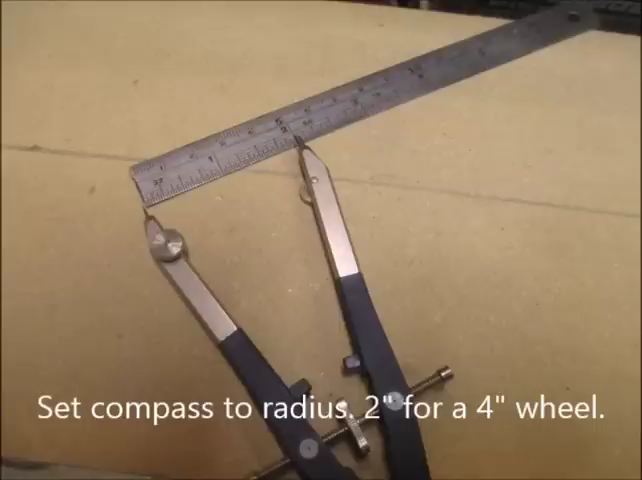 Set compass to radius. 2" for a 4" wheel.